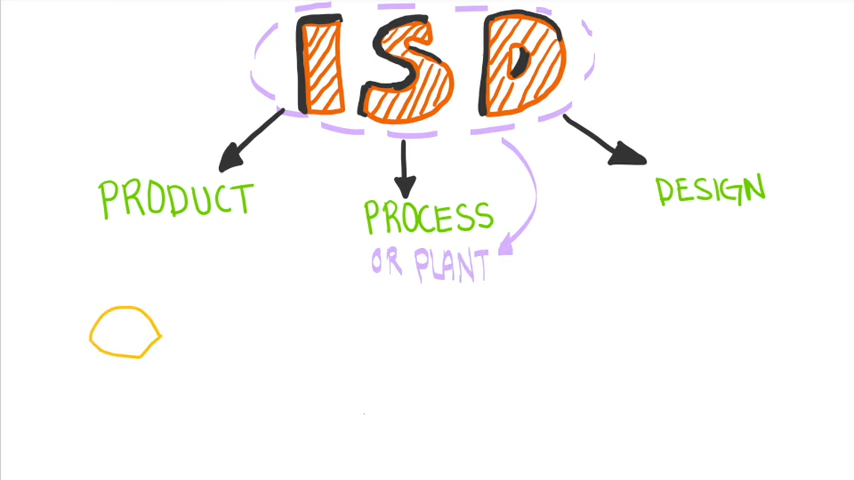 ISD
PRODUCT
PROCESS
OR PLANT
DESIGN